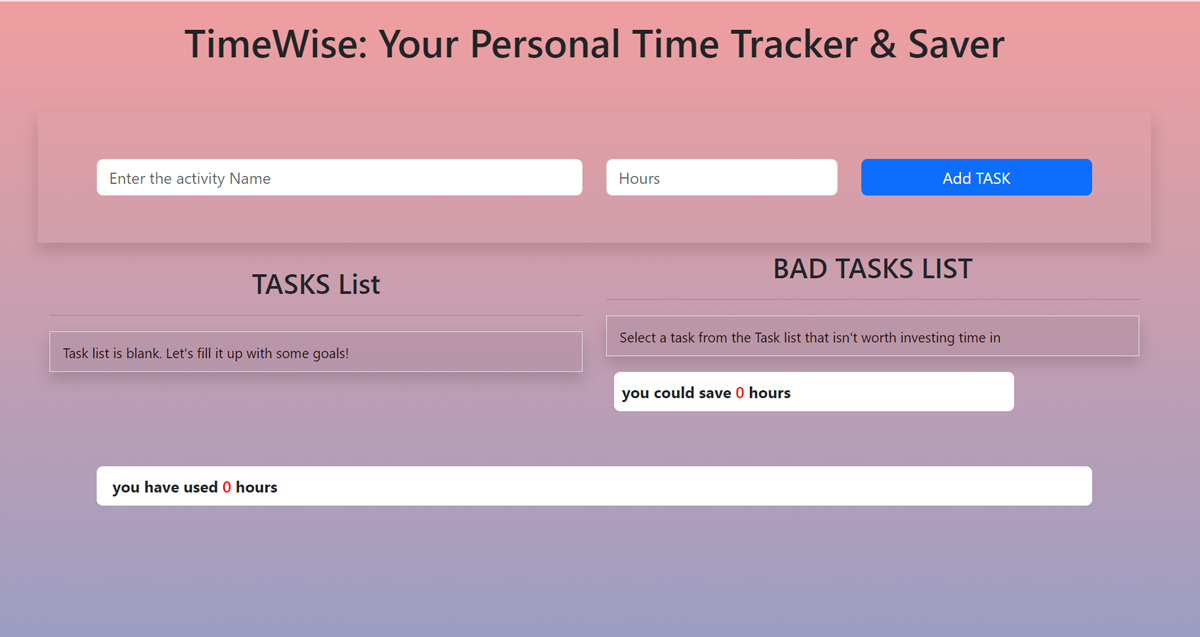 TimeWise: Your Personal Time Tracker & Saver
Enter the activity Name
Hours
Add TASK
TASKS List
Task list is blank. Let's fill it up with some goals!
BAD TASKS LIST
Select a task from the Task list that isn't worth investing time in
you could save 0 hours
you have used 0 hours